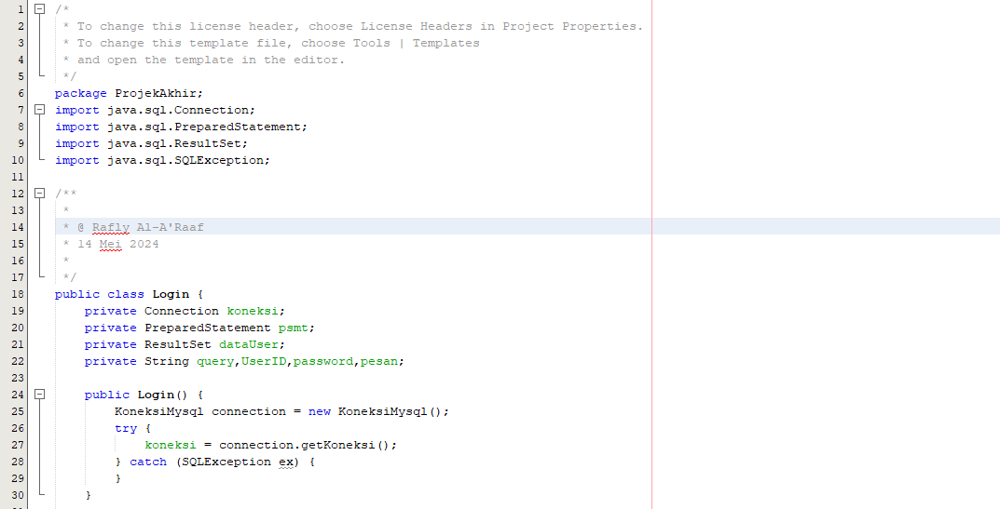 1 /*
2 * To change this license header, choose License Headers in Project Properties.
3 * To change this template file, choose Tools | Templates
4 * and open the template in the editor.
5 */
6 package ProjekAkhir;
7 import java.sql.Connection;
8 import java.sql.PreparedStatement;
9 import java.sql.ResultSet;
10 import java.sql.SQLException;
11
12 /**
13 *
14 * @ Rafly Al-A'Raaf
15 * 14 Mei 2024
16 *
17 */
18 public class Login {
19 private Connection koneksi;
20 private PreparedStatement psmt;
21 private ResultSet dataUser;
22 private String query,UserID,password,pesan;
23
24 public Login() {
25 KoneksiMysql connection = new KoneksiMysql();
26 try {
27 koneksi = connection.getKoneksi();
28 } catch (SQLException ex) {
29 }
30 }